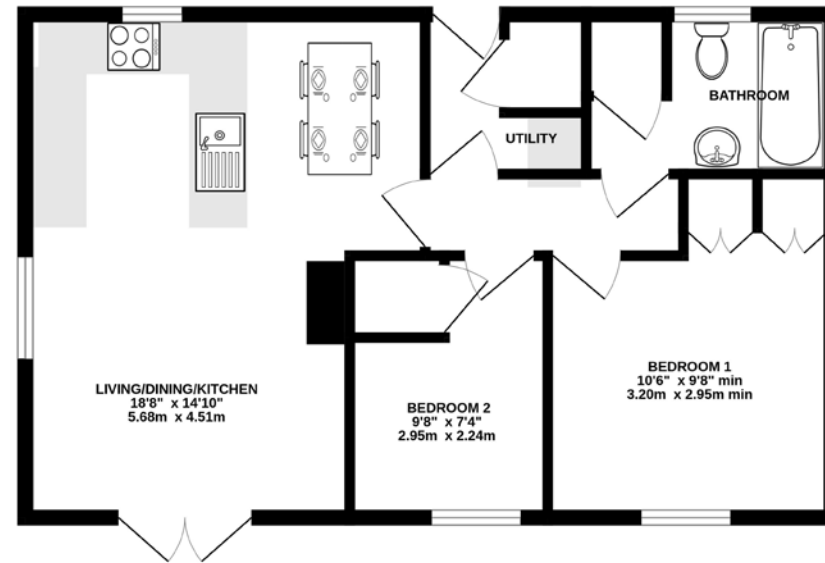 BATHROOM
UTILITY
LIVING/DINING/KITCHEN
18'8" x 14'10"
5.68m x 4.51m
BEDROOM 2
9'8" x 7'4"
2.95m x 2.24m
BEDROOM 1
10'6" x 9'8" min
3.20m x 2.95m min